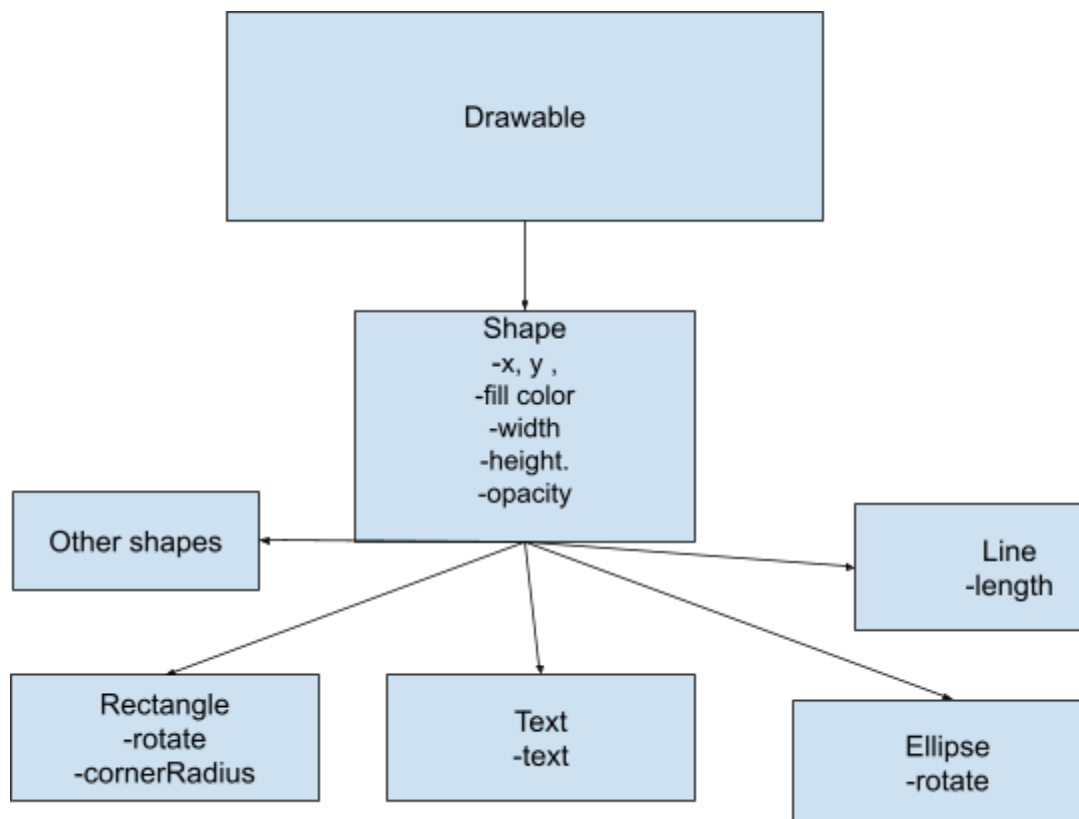 Drawable
Shape
-x, y ,
-fill color
-width
-height.
-opacity
Other shapes
Line
-length
Rectangle
-rotate
-cornerRadius
Text
-text
Ellipse
-rotate